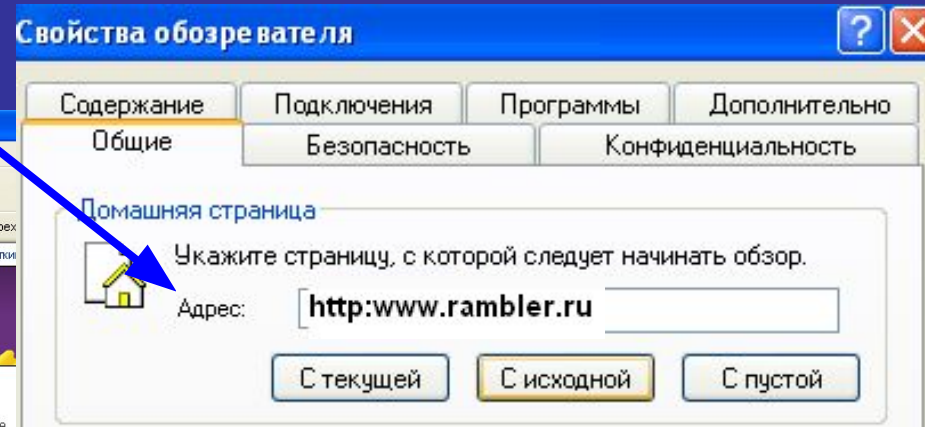 Свойства обозревателя
Содержание Подключения Программы Дополнительно
Общие Безопасность Конфиденциальность
Домашняя страница
Укажите страницу, с которой следует начинать обзор.
Адрес: http:www.rambler.ru
С текущей С исходной С пустой